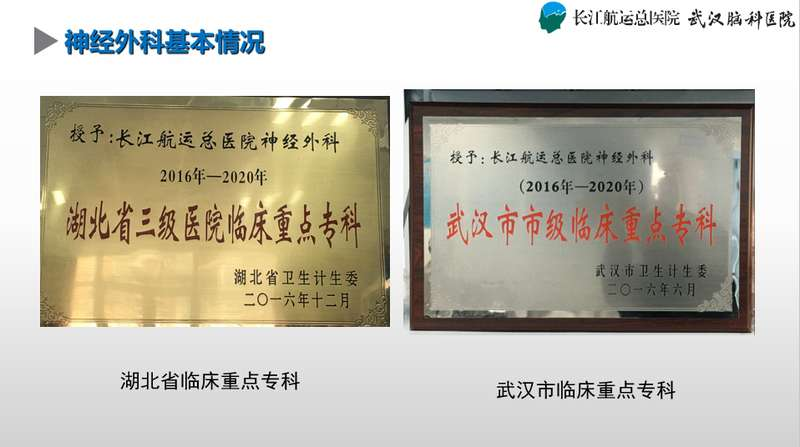 长江航运总医院 武汉脑科医院
神经外科基本情况
授予:长江航运总医院神经外科
2016年—2020年
湖北省三级医院临床重点专科
湖北省卫生计生委
二〇一六年十二月
授予:长江航运总医院神经外科
(2016年—2020年)
武汉市市级临床重点专科
武汉市卫生计生委
二〇一六年六月
湖北省临床重点专科
武汉市临床重点专科